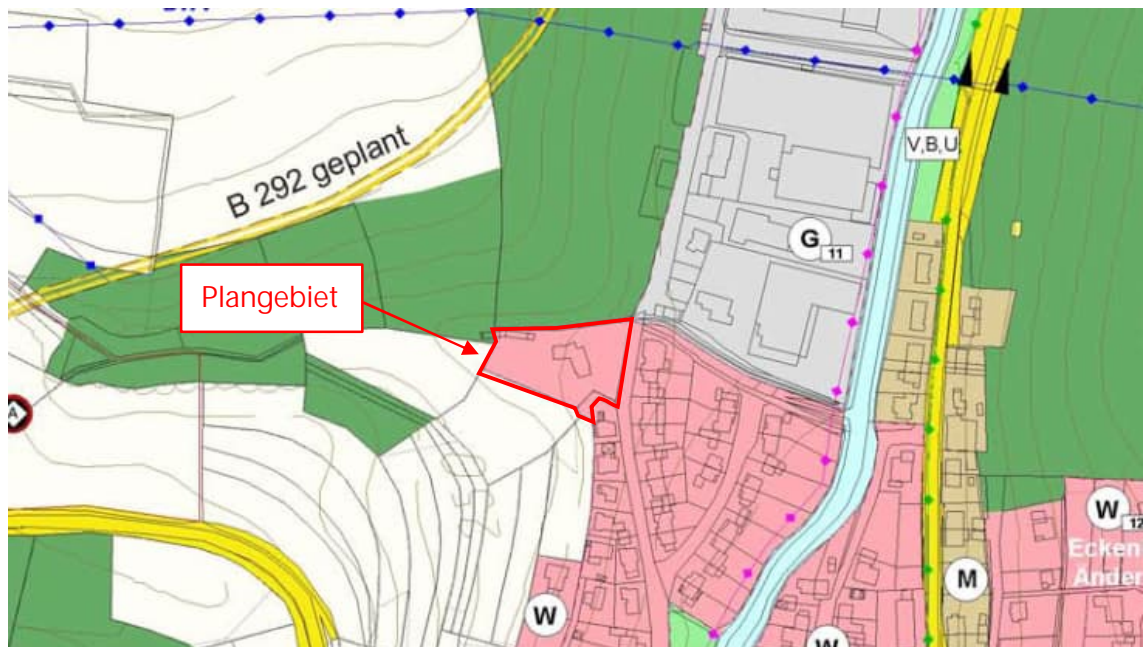 B 292 geplant
V,B,U
G
11
Plangebiet
A
W
12
Ecken
Ander
M
W
W